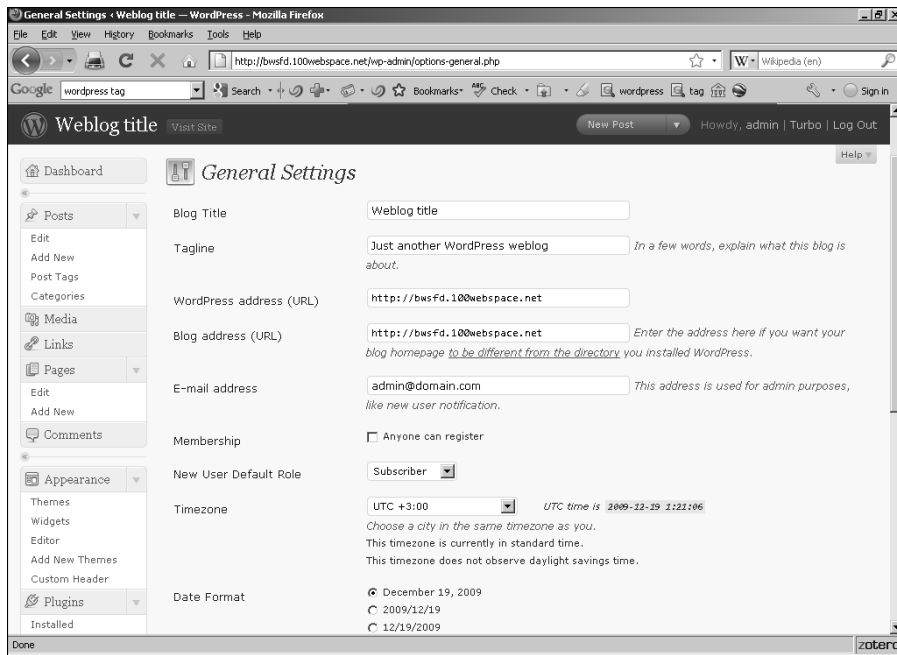 General Settings ‹ Weblog title — WordPress - Mozilla Firefox
File Edit View History Bookmarks Tools Help
http://bwsfd.100webspace.net/wp-admin/options-general.php W Wikipedia (en)
Google wordpress tag Search Bookmarks ABC Check wordpress tag Sign in
Weblog title Visit Site New Post Howdy, admin | Turbo | Log Out
Help
Dashboard
General Settings
Posts
Edit
Add New
Post Tags
Categories
Media
Links
Pages
Edit
Add New
Comments
Appearance
Themes
Widgets
Editor
Add New Themes
Custom Header
Plugins
Installed
Blog Title Weblog title
Tagline Just another WordPress weblog In a few words, explain what this blog is
about.
WordPress address (URL) http://bwsfd.100webspace.net
Blog address (URL) http://bwsfd.100webspace.net Enter the address here if you want your
blog homepage to be different from the directory you installed WordPress.
E-mail address admin@domain.com This address is used for admin purposes,
like new user notification.
Membership Anyone can register
New User Default Role Subscriber
Timezone UTC +3:00 UTC time is 2009-12-19 1:21:06
Choose a city in the same timezone as you.
This timezone is currently in standard time.
This timezone does not observe daylight savings time.
Date Format December 19, 2009
2009/12/19
12/19/2009
Done zotero